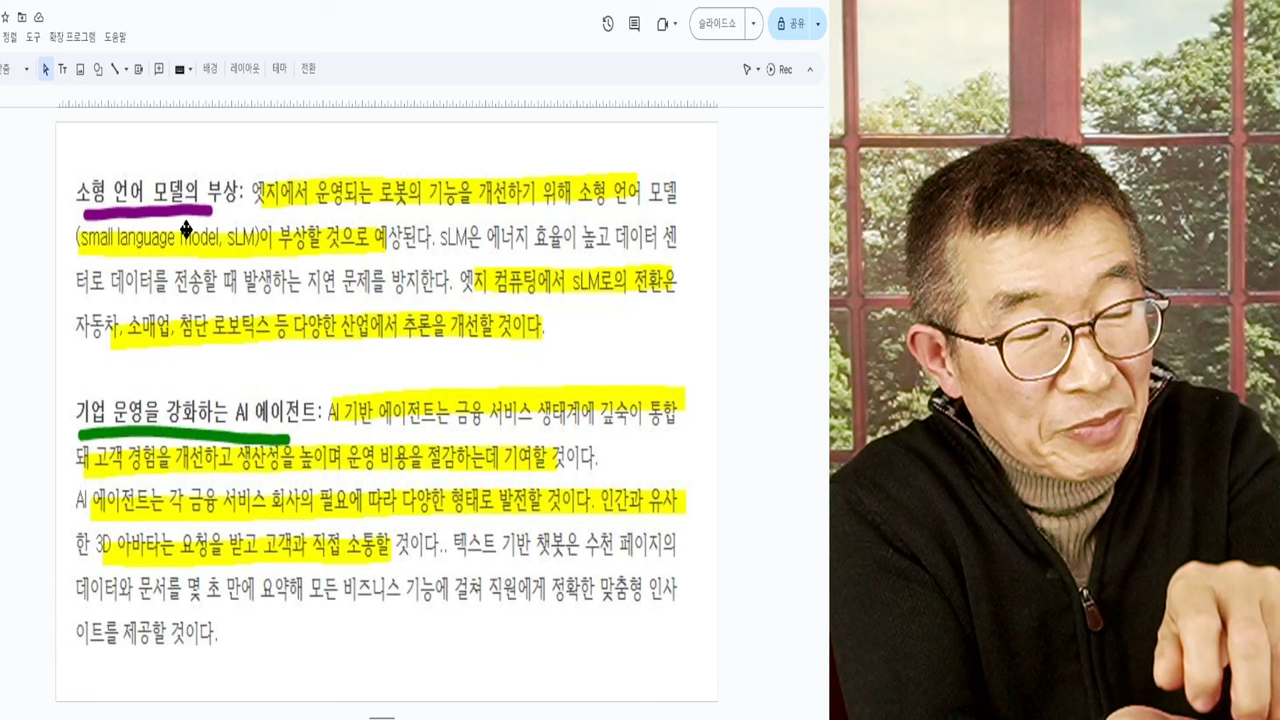 정렬 도구 확장 프로그램 도움말
슬라이드쇼
공유
배경 레이아웃 테마 전환
Rec
소형 언어 모델의 부상: 엣지에서 운영되는 로봇의 기능을 개선하기 위해 소형 언어 모델
(small language model, sLM)이 부상할 것으로 예상된다. sLM은 에너지 효율이 높고 데이터 센
터로 데이터를 전송할 때 발생하는 지연 문제를 방지한다. 엣지 컴퓨팅에서 sLM로의 전환은
자동차, 소매업, 첨단 로보틱스 등 다양한 산업에서 추론을 개선할 것이다.
기업 운영을 강화하는 AI 에이전트: AI 기반 에이전트는 금융 서비스 생태계에 깊숙이 통합
돼 고객 경험을 개선하고 생산성을 높이며 운영 비용을 절감하는데 기여할 것이다.
AI 에이전트는 각 금융 서비스 회사의 필요에 따라 다양한 형태로 발전할 것이다. 인간과 유사
한 3D 아바타는 요청을 받고 고객과 직접 소통할 것이다.. 텍스트 기반 챗봇은 수천 페이지의
데이터와 문서를 몇 초 만에 요약해 모든 비즈니스 기능에 걸쳐 직원에게 정확한 맞춤형 인사
이트를 제공할 것이다.